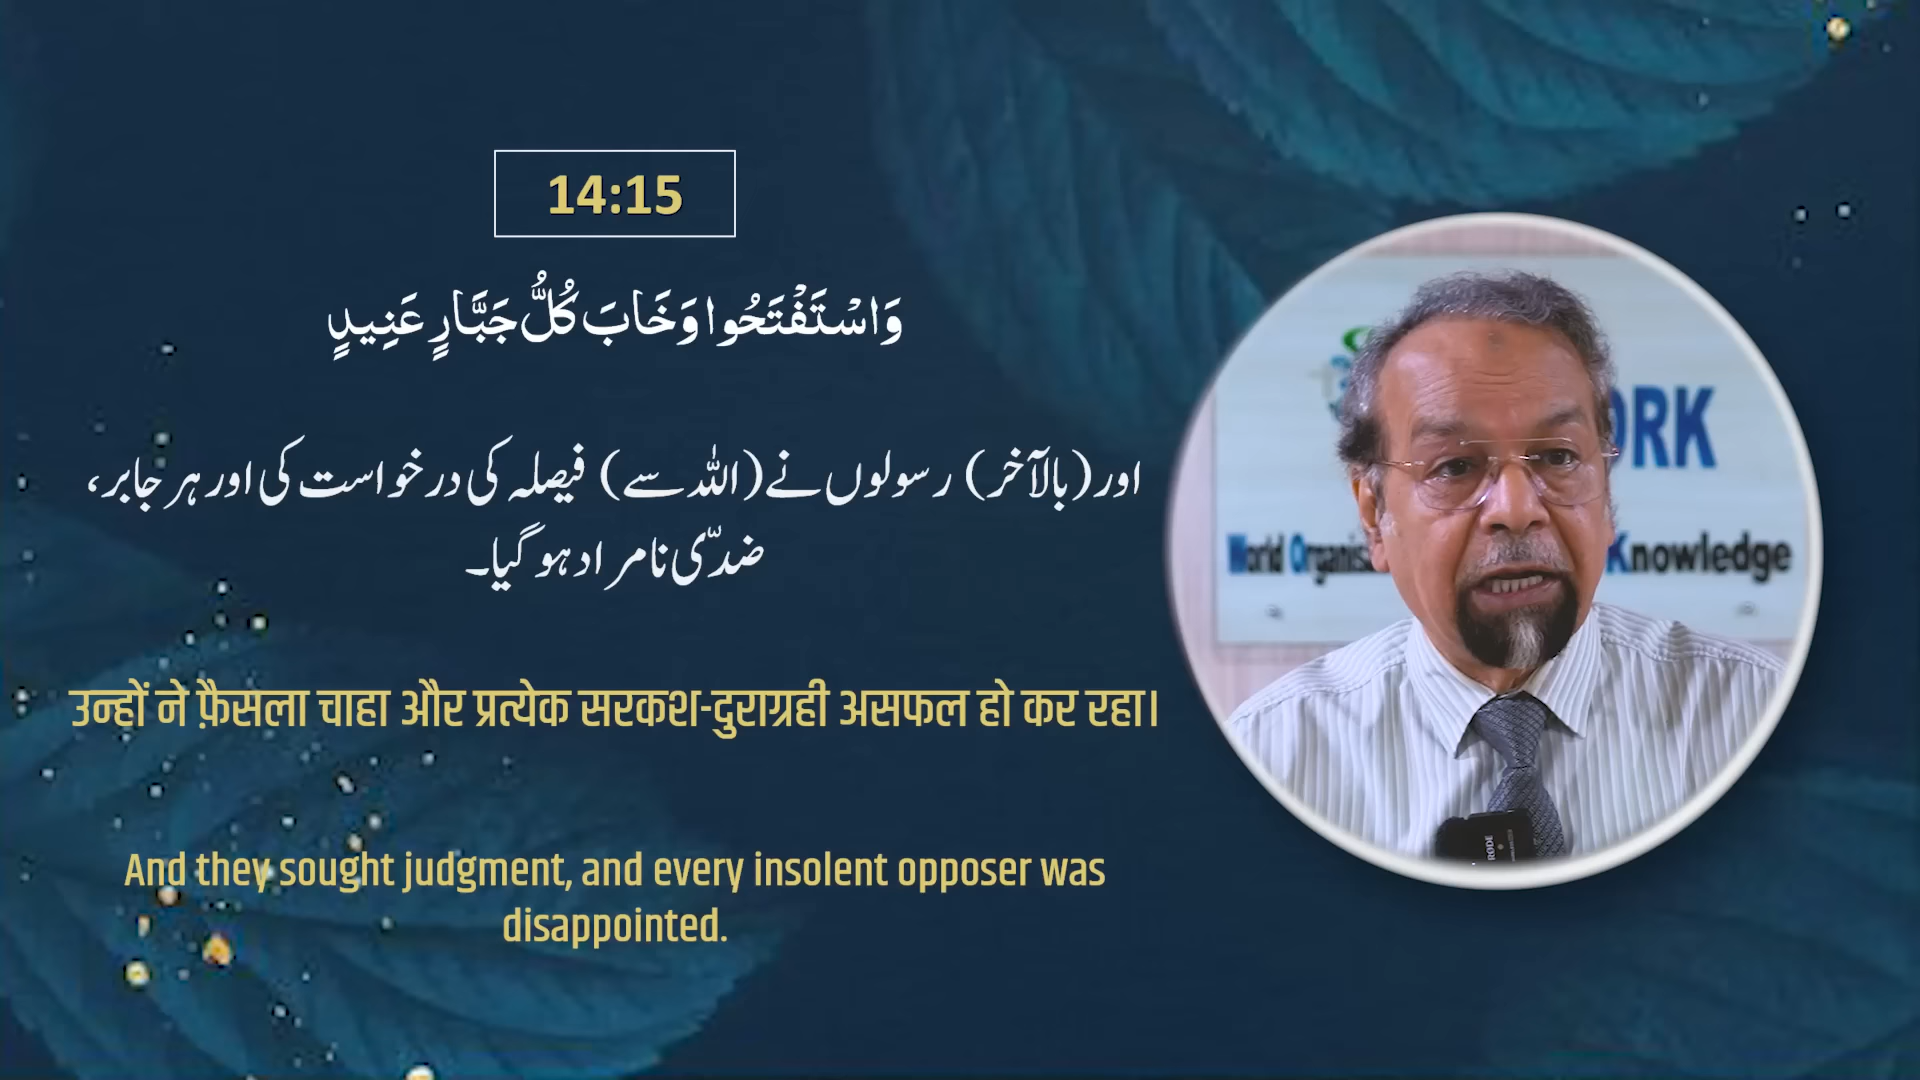 14:15
وَاسْتَفْتَحُوا وَخَابَ كُلُّ جَبَّارٍ عَنِيدٍ
اور (بالآخر) رسولوں نے (اللہ سے) فیصلہ کی درخواست کی اور ہر جابر،
ضدّی نامراد ہو گیا۔
उन्हों ने फ़ैसला चाहा और प्रत्येक सरकश-दुराग्रही असफल हो कर रहा।
And they sought judgment, and every insolent opposer was
disappointed.
ORK
World Organis Knowledge
RØDE